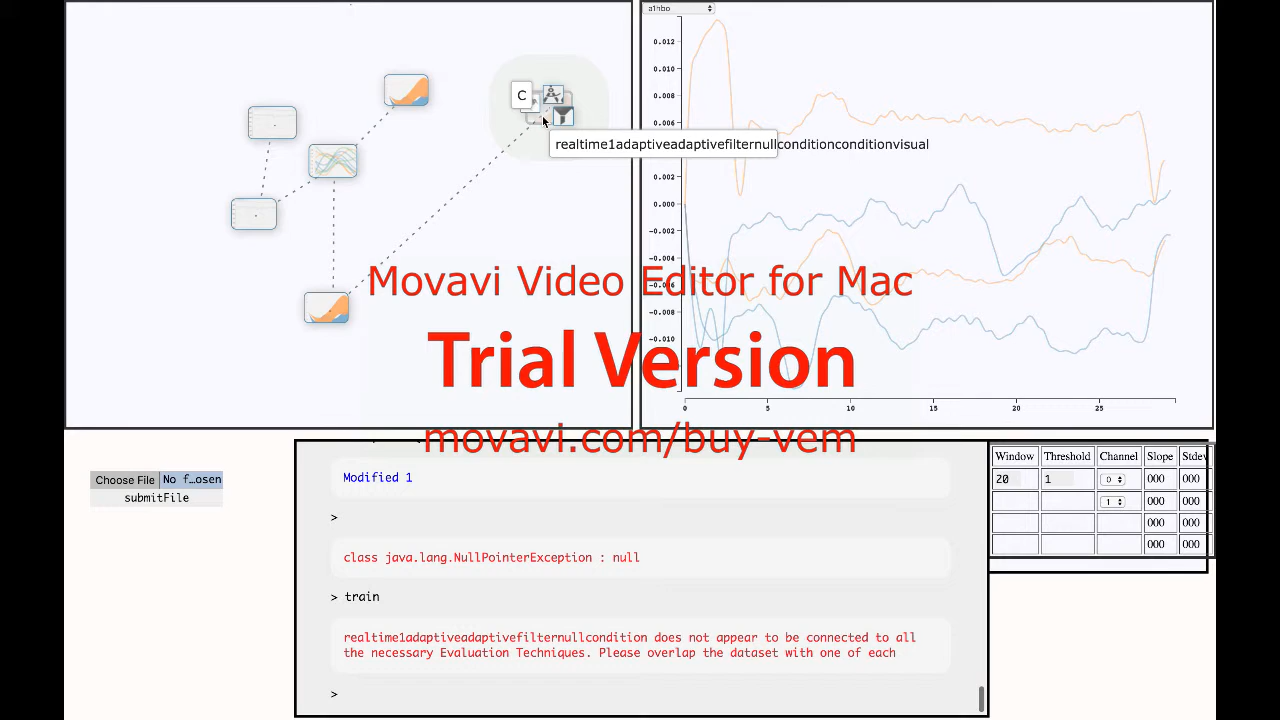 a1hbo
0.012
0.010
0.008
0.006
0.002
0.000
-0.002
-0.004
-0.006
-0.008
-0.010
0
5
10
15
20
25
C
realtime1adaptiveadaptivefilternullconditionconditionvisual
Movavi Video Editor for Mac
Trial Version
movavi.com/buy-vem
Choose File No f…osen
submitFile
Modified 1
>
class java.lang.NullPointerException : null
> train
realtime1adaptiveadaptivefilternullcondition does not appear to be connected to all
the necessary Evaluation Techniques. Please overlap the dataset with one of each
>
Window Threshold Channel Slope Stdev
20 1 0 000 000
1 000 000
000 000
000 000